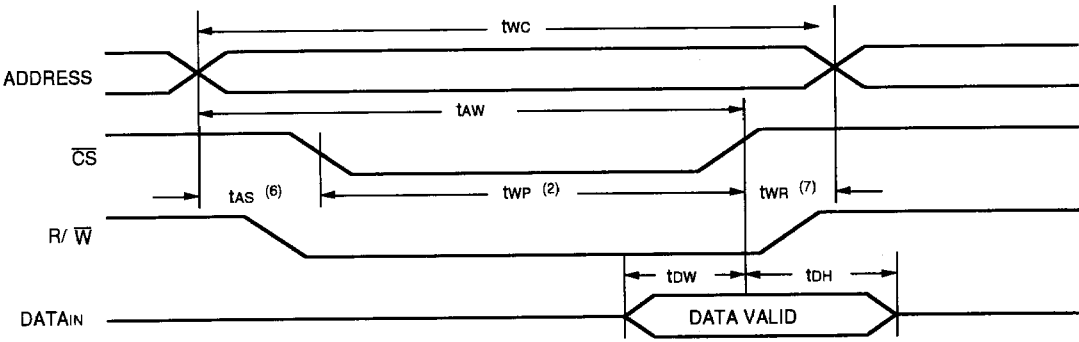 tWC
ADDRESS
tAW
CS
tAS (6)
tWP (2)
tWR (7)
R/ W
tDW
tDH
DATAIN
DATA VALID